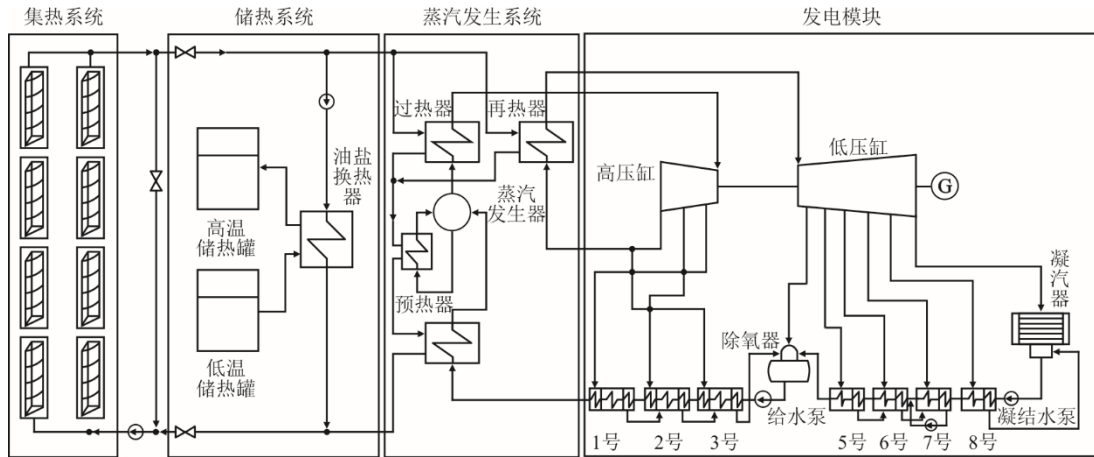 集热系统
储热系统
蒸汽发生系统
发电模块
过热器
再热器
低压缸
高压缸
G
油盐
换热
器
蒸汽
发生器
高温
储热罐
凝
汽
器
预热器
除氧器
低温
储热罐
给水泵
凝结水泵
1号
2号
3号
5号
6号
7号
8号